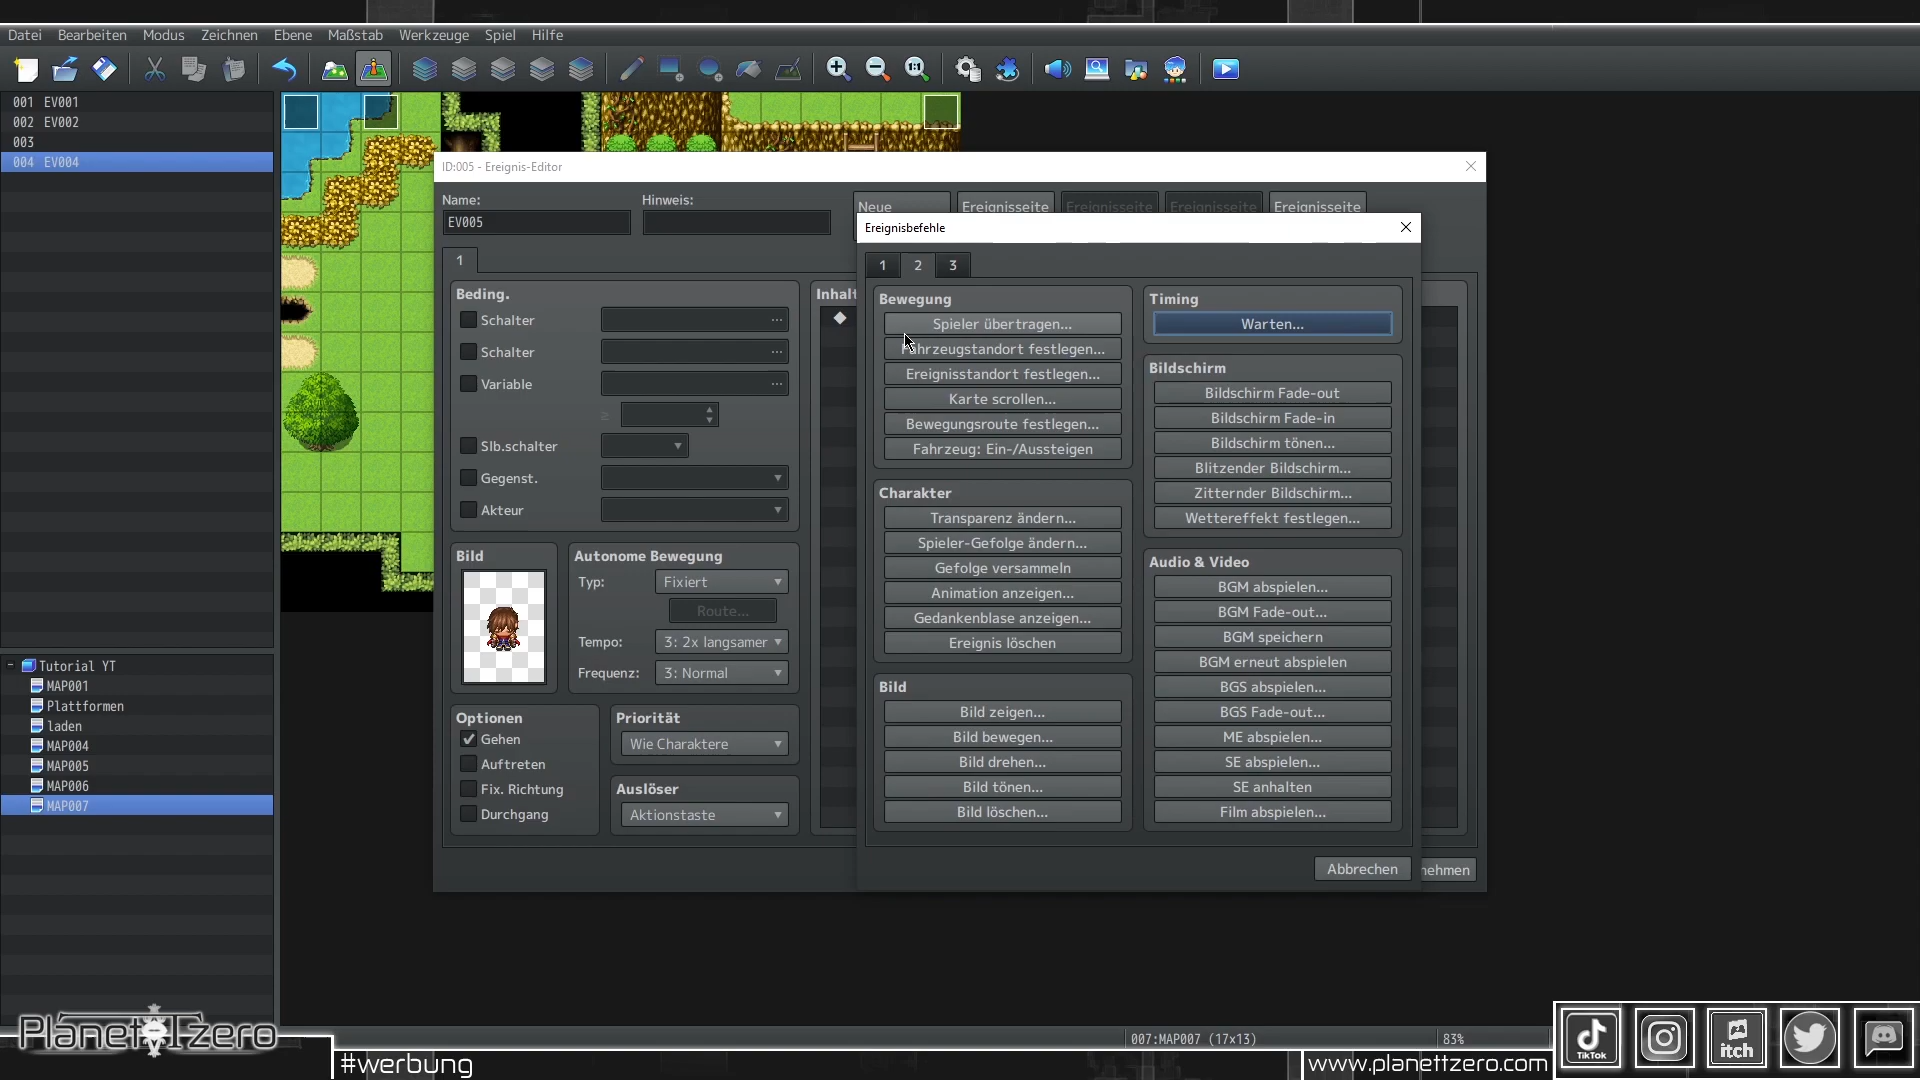 Datei Bearbeiten Modus Zeichnen Ebene Maßstab Werkzeuge Spiel Hilfe
001 EV001
002 EV002
003
004 EV004
ID:005 - Ereignis-Editor
Name: Hinweis:
EV005
Neue Ereignisseite Ereignisseite Ereignisseite Ereignisseite
1
Beding.
Schalter ...
Schalter ...
Variable ...
≥
Slb.schalter
Gegenst.
Akteur
Bild
Autonome Bewegung
Typ: Fixiert
Route...
Tempo: 3: 2x langsamer
Frequenz: 3: Normal
Optionen
Gehen
Auftreten
Fix. Richtung
Durchgang
Priorität
Wie Charaktere
Auslöser
Aktionstaste
Inhalt
Ereignisbefehle
1 2 3
Bewegung
Spieler übertragen...
Fahrzeugstandort festlegen...
Ereignisstandort festlegen...
Karte scrollen...
Bewegungsroute festlegen...
Fahrzeug: Ein-/Aussteigen
Charakter
Transparenz ändern...
Spieler-Gefolge ändern...
Gefolge versammeln
Animation anzeigen...
Gedankenblase anzeigen...
Ereignis löschen
Bild
Bild zeigen...
Bild bewegen...
Bild drehen...
Bild tönen...
Bild löschen...
Timing
Warten...
Bildschirm
Bildschirm Fade-out
Bildschirm Fade-in
Bildschirm tönen...
Blitzender Bildschirm...
Zitternder Bildschirm...
Wettereffekt festlegen...
Audio & Video
BGM abspielen...
BGM Fade-out...
BGM speichern
BGM erneut abspielen
BGS abspielen...
BGS Fade-out...
ME abspielen...
SE abspielen...
SE anhalten
Film abspielen...
Abbrechen
nehmen
Tutorial YT
MAP001
Plattformen
laden
MAP004
MAP005
MAP006
MAP007
007:MAP007 (17×13) 83%
PlanetTzero
#werbung
www.planettzero.com
TikTok
itch